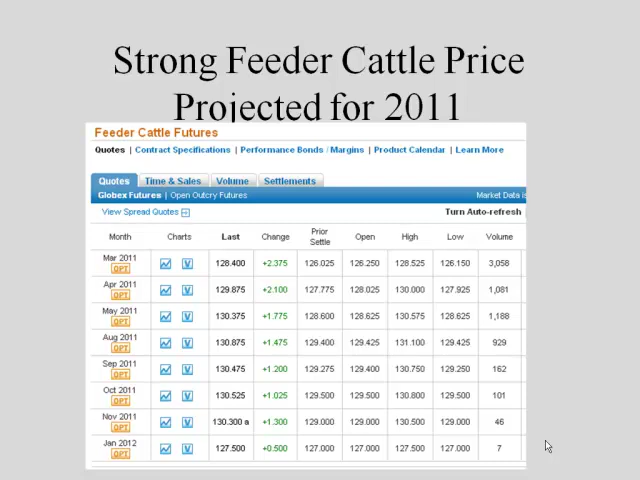 Strong Feeder Cattle Price
Projected for 2011
Feeder Cattle Futures
Quotes | Contract Specifications | Performance Bonds / Margins | Product Calendar | Learn More
Quotes Time & Sales Volume Settlements
Globex Futures | Open Outcry Futures Market Data is
View Spread Quotes Turn Auto-refresh
Month Charts Last Change Prior Settle Open High Low Volume
Mar 2011 OPT V 128.400 +2.375 126.025 126.250 128.525 126.150 3,058
Apr 2011 OPT V 129.875 +2.100 127.775 128.025 130.000 127.925 1,081
May 2011 OPT V 130.375 +1.775 128.600 128.625 130.575 128.625 1,188
Aug 2011 OPT V 130.875 +1.475 129.400 129.425 131.100 129.425 929
Sep 2011 OPT V 130.475 +1.200 129.275 129.400 130.750 129.250 162
Oct 2011 OPT V 130.525 +1.025 129.500 129.500 130.800 129.500 101
Nov 2011 OPT V 130.300 a +1.300 129.000 129.000 130.500 129.000 46
Jan 2012 OPT V 127.500 +0.500 127.000 127.000 127.500 127.000 7